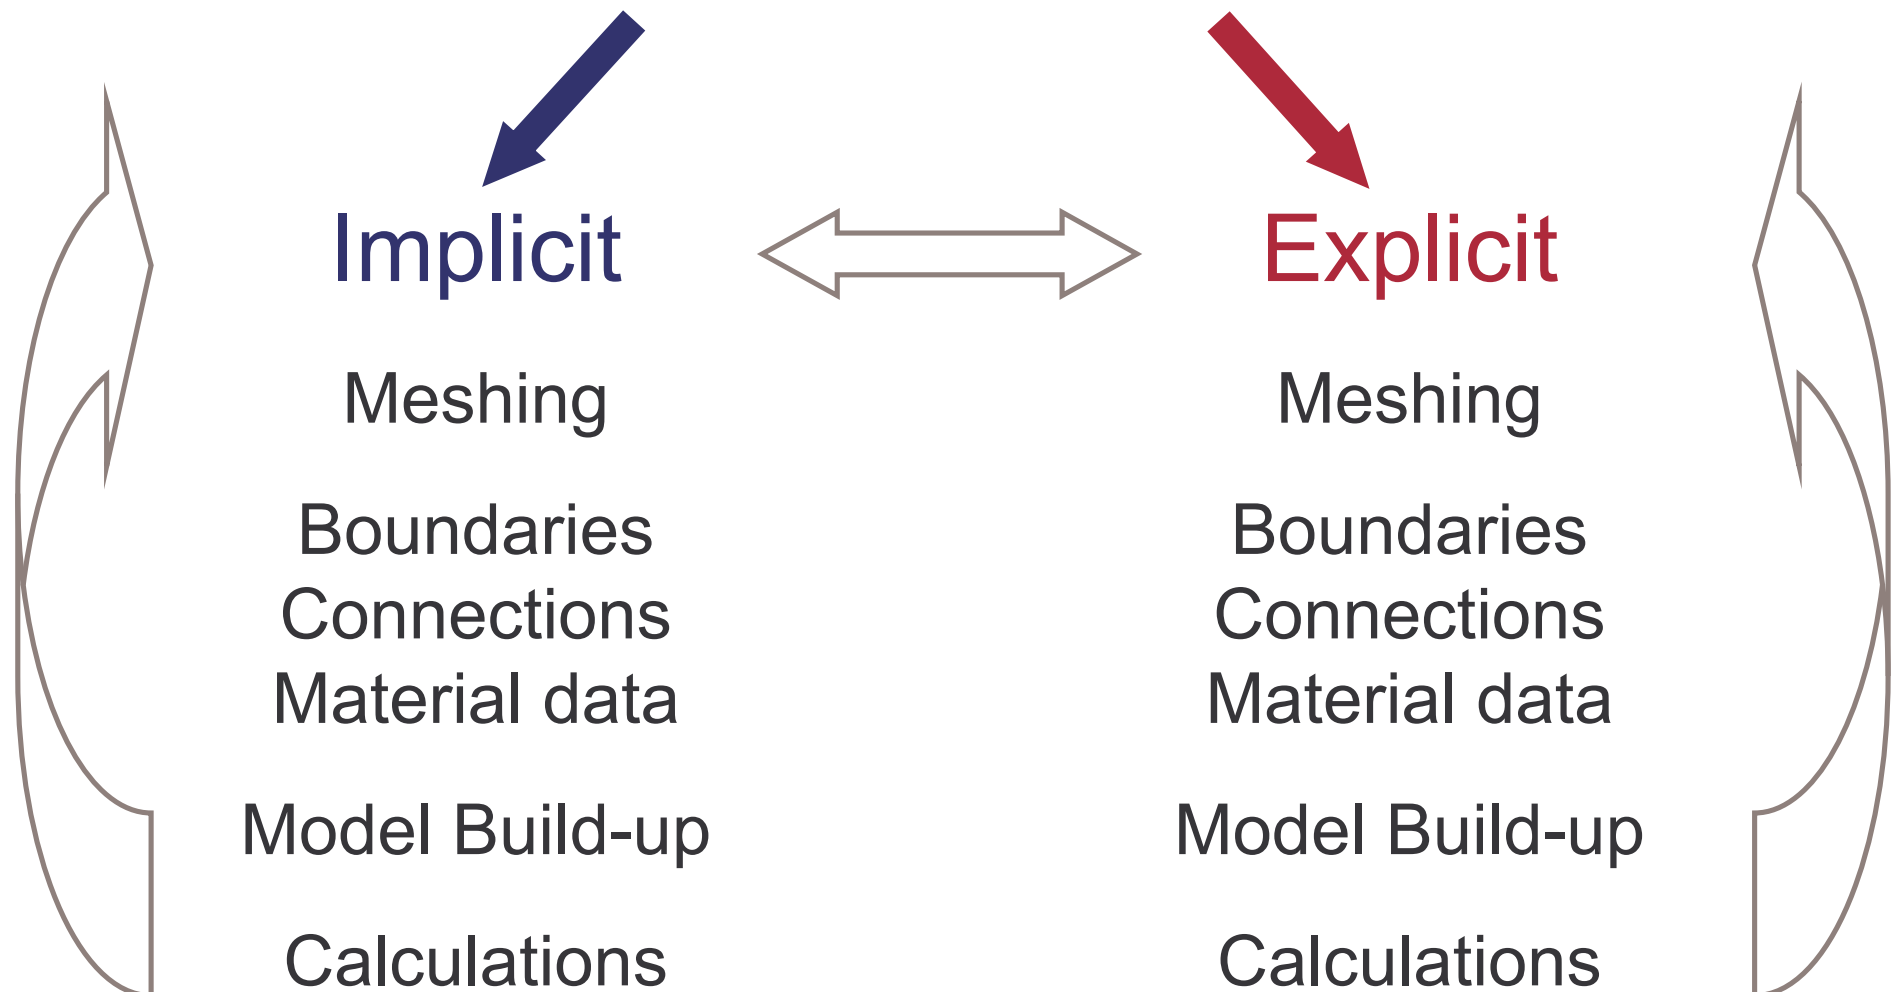 Implicit
Explicit
Meshing
Boundaries
Connections
Material data
Model Build-up
Calculations
Meshing
Boundaries
Connections
Material data
Model Build-up
Calculations